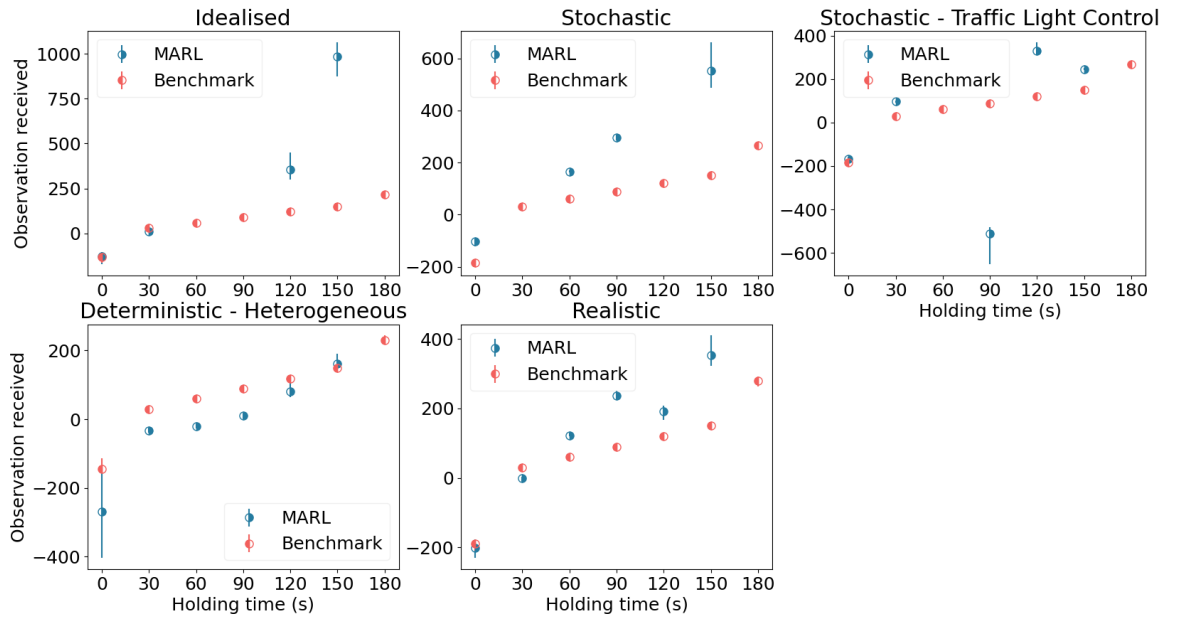 Idealised
Observation received
1000
750
500
250
0
MARL
Benchmark
0 30 60 90 120 150 180
Stochastic
600
400
200
0
−200
MARL
Benchmark
0 30 60 90 120 150 180
Stochastic - Traffic Light Control
400
200
0
−200
−400
−600
MARL
Benchmark
0 30 60 90 120 150 180
Holding time (s)
Deterministic - Heterogeneous
Observation received
200
0
−200
−400
MARL
Benchmark
0 30 60 90 120 150 180
Holding time (s)
Realistic
400
200
0
−200
MARL
Benchmark
0 30 60 90 120 150 180
Holding time (s)